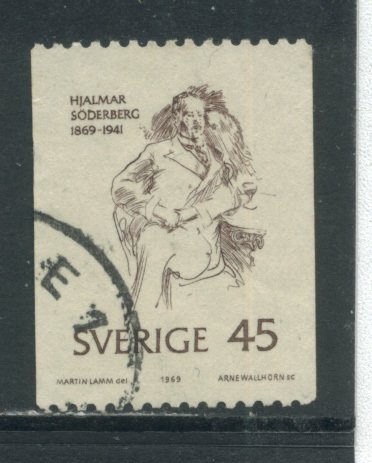 HJALMAR
SÖDERBERG
1869-1941
SVERIGE 45
MARTIN LAMM del 1969 ARNE WALLHORN SC